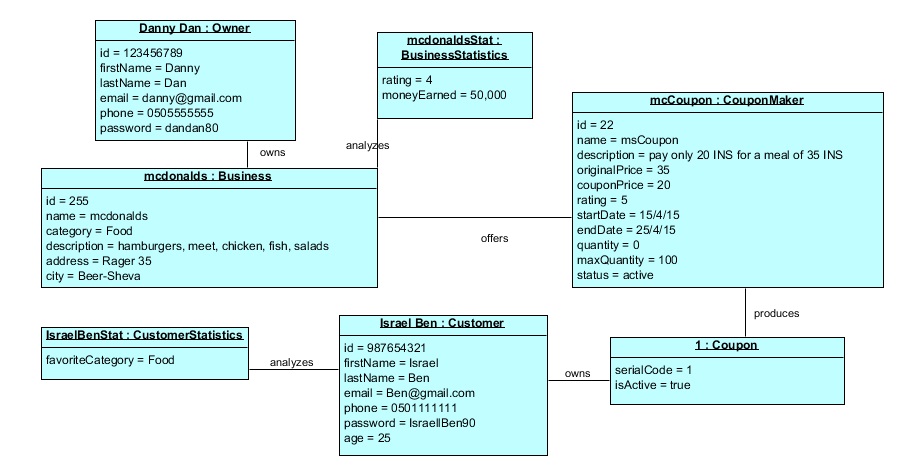 Danny Dan : Owner
id = 123456789
firstName = Danny
lastName = Dan
email = danny@gmail.com
phone = 0505555555
password = dandan80
mcdonaldsStat :
BusinessStatistics
rating = 4
moneyEarned = 50,000
owns
analyzes
mcdonalds : Business
id = 255
name = mcdonalds
category = Food
description = hamburgers, meet, chicken, fish, salads
address = Rager 35
city = Beer-Sheva
offers
mcCoupon : CouponMaker
id = 22
name = msCoupon
description = pay only 20 INS for a meal of 35 INS
originalPrice = 35
couponPrice = 20
rating = 5
startDate = 15/4/15
endDate = 25/4/15
quantity = 0
maxQuantity = 100
status = active
produces
IsraelBenStat : CustomerStatistics
favoriteCategory = Food
analyzes
Israel Ben : Customer
id = 987654321
firstName = Israel
lastName = Ben
email = Ben@gmail.com
phone = 0501111111
password = IsraellBen90
age = 25
owns
1 : Coupon
serialCode = 1
isActive = true